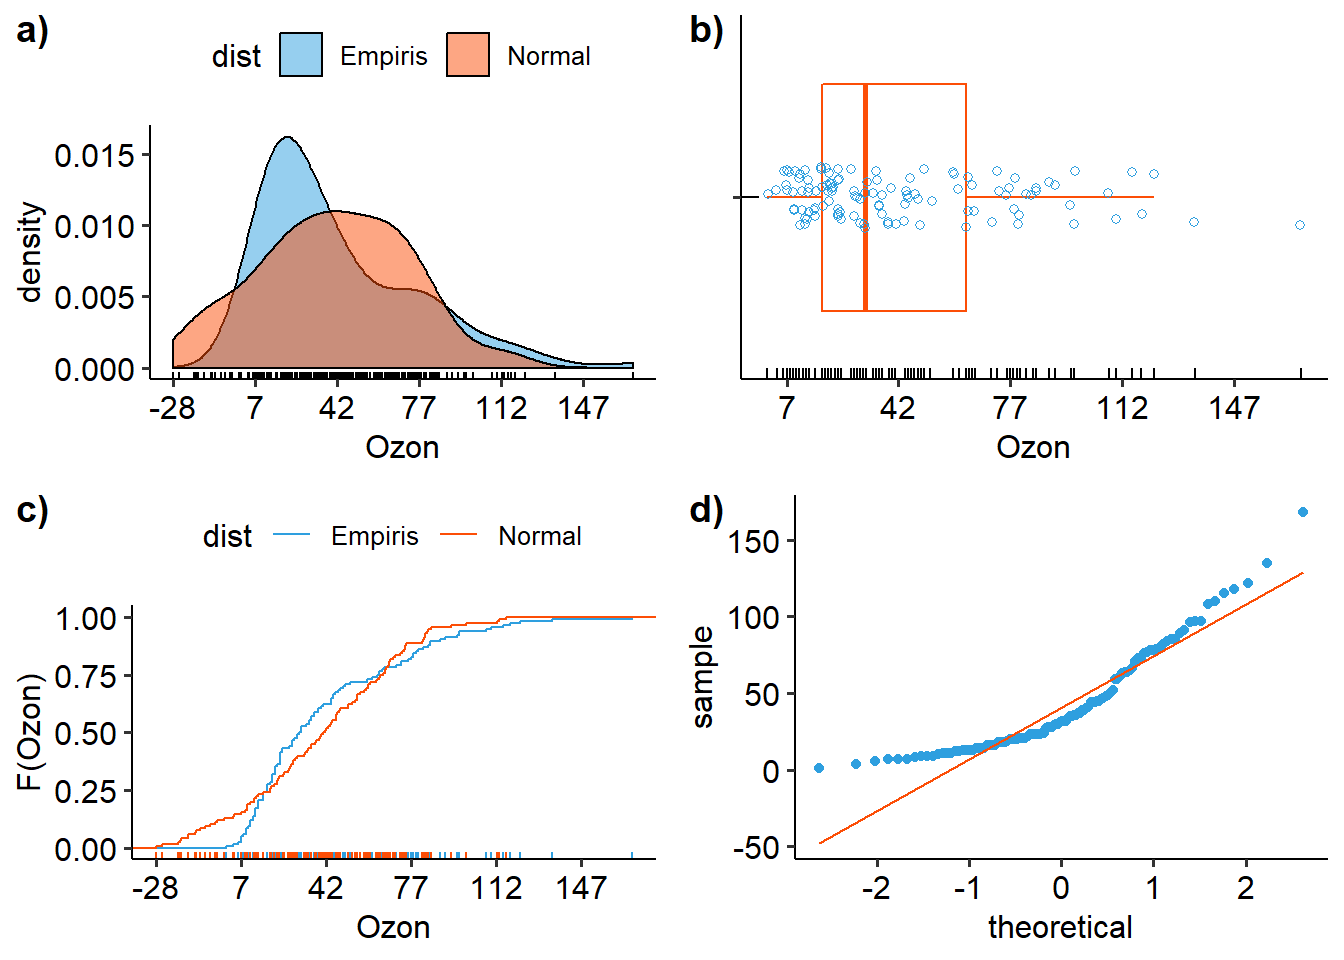 a)
dist Empiris Normal
0.015
0.010
0.005
0.000
density
-28 7 42 77 112 147
Ozon
b)
7 42 77 112 147
Ozon
c)
dist Empiris Normal
1.00
0.75
0.50
0.25
0.00
F(Ozon)
-28 7 42 77 112 147
Ozon
d)
150
100
50
0
-50
sample
-2 -1 0 1 2
theoretical